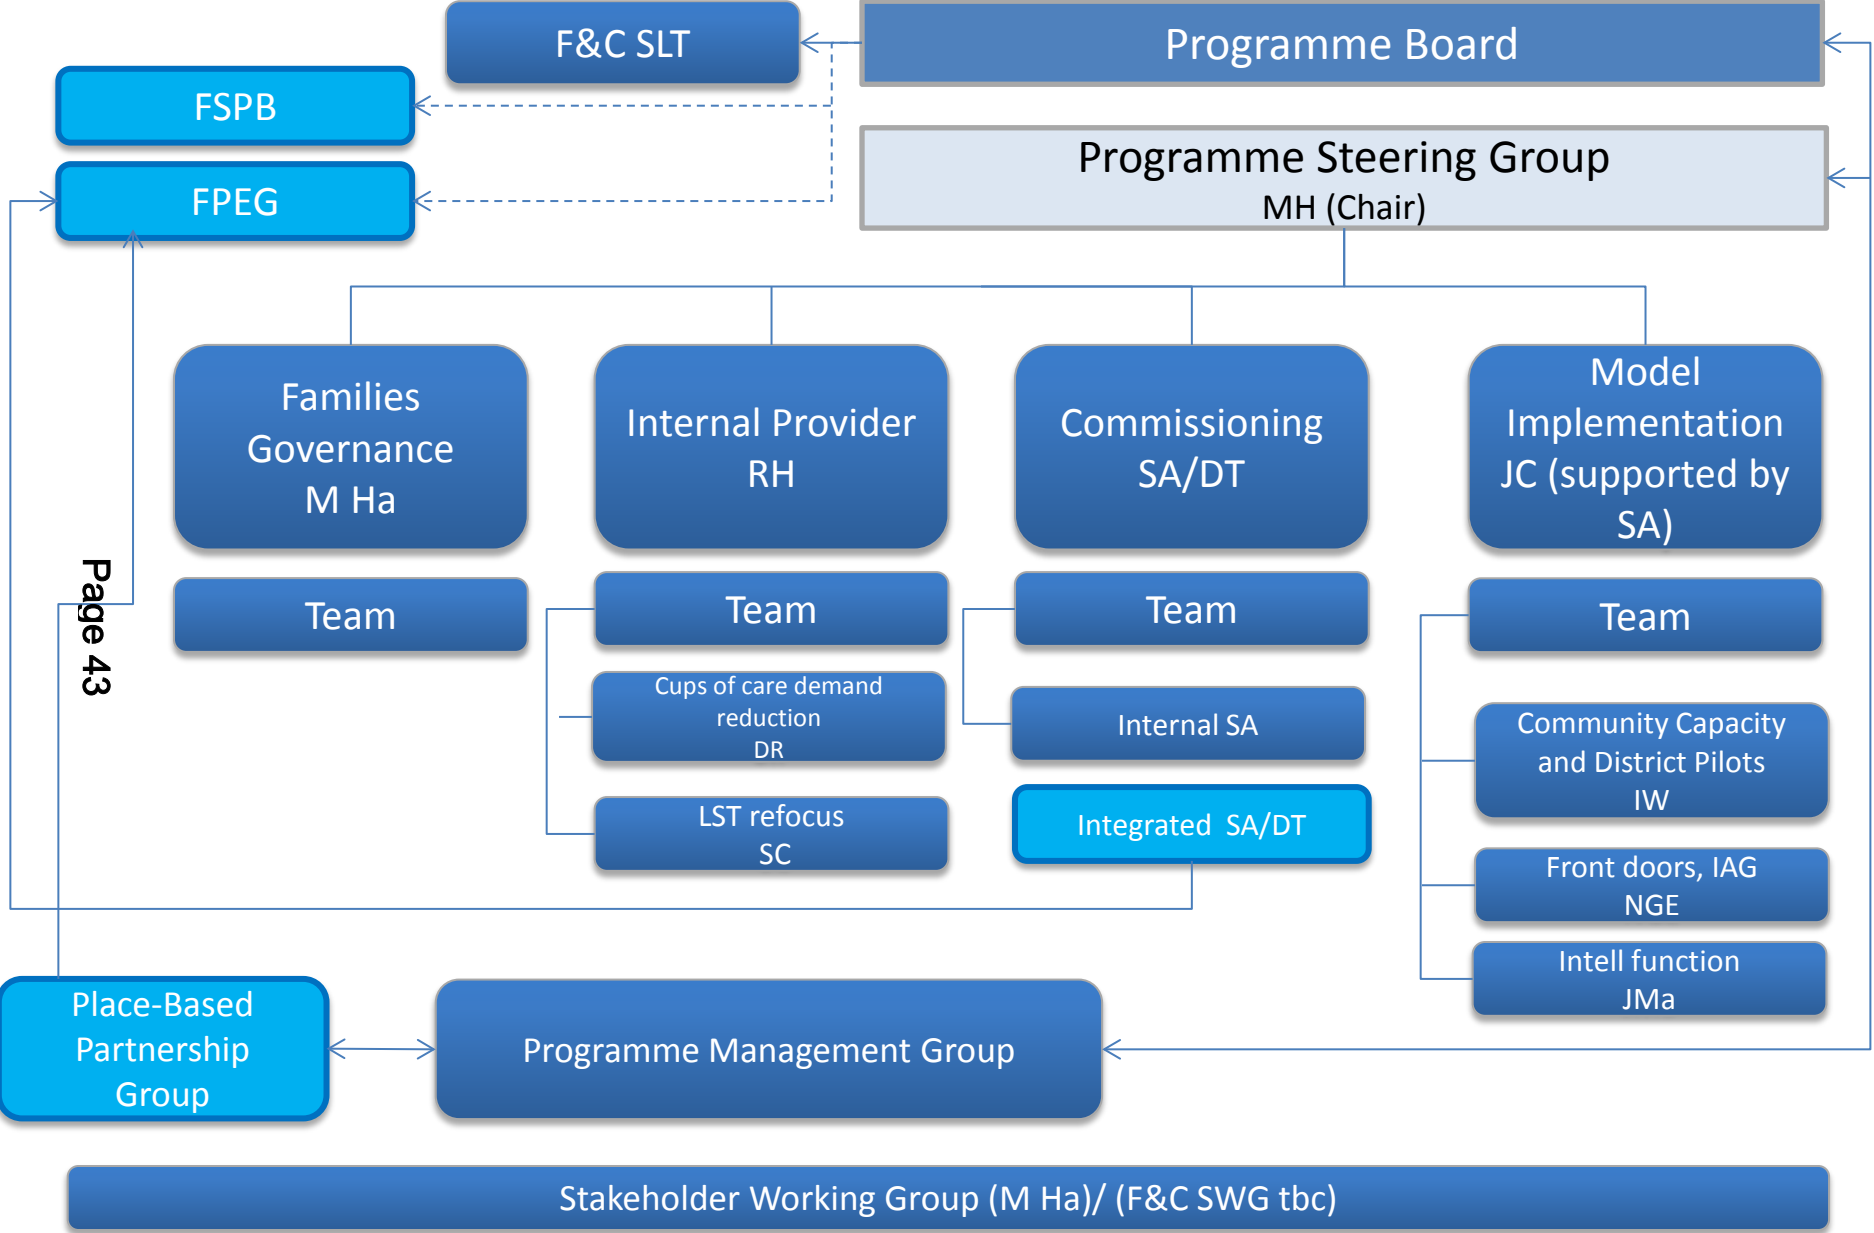 F&C SLT
Programme Board
FSPB
FPEG
Programme Steering Group
MH (Chair)
Families
Governance
M Ha
Internal Provider
RH
Commissioning
SA/DT
Model
Implementation
JC (supported by
SA)
Team
Team
Team
Team
Cups of care demand
reduction
DR
LST refocus
SC
Internal SA
Integrated SA/DT
Community Capacity
and District Pilots
IW
Front doors, IAG
NGE
Intell function
JMa
Page 43
Place-Based
Partnership
Group
Programme Management Group
Stakeholder Working Group (M Ha)/ (F&C SWG tbc)